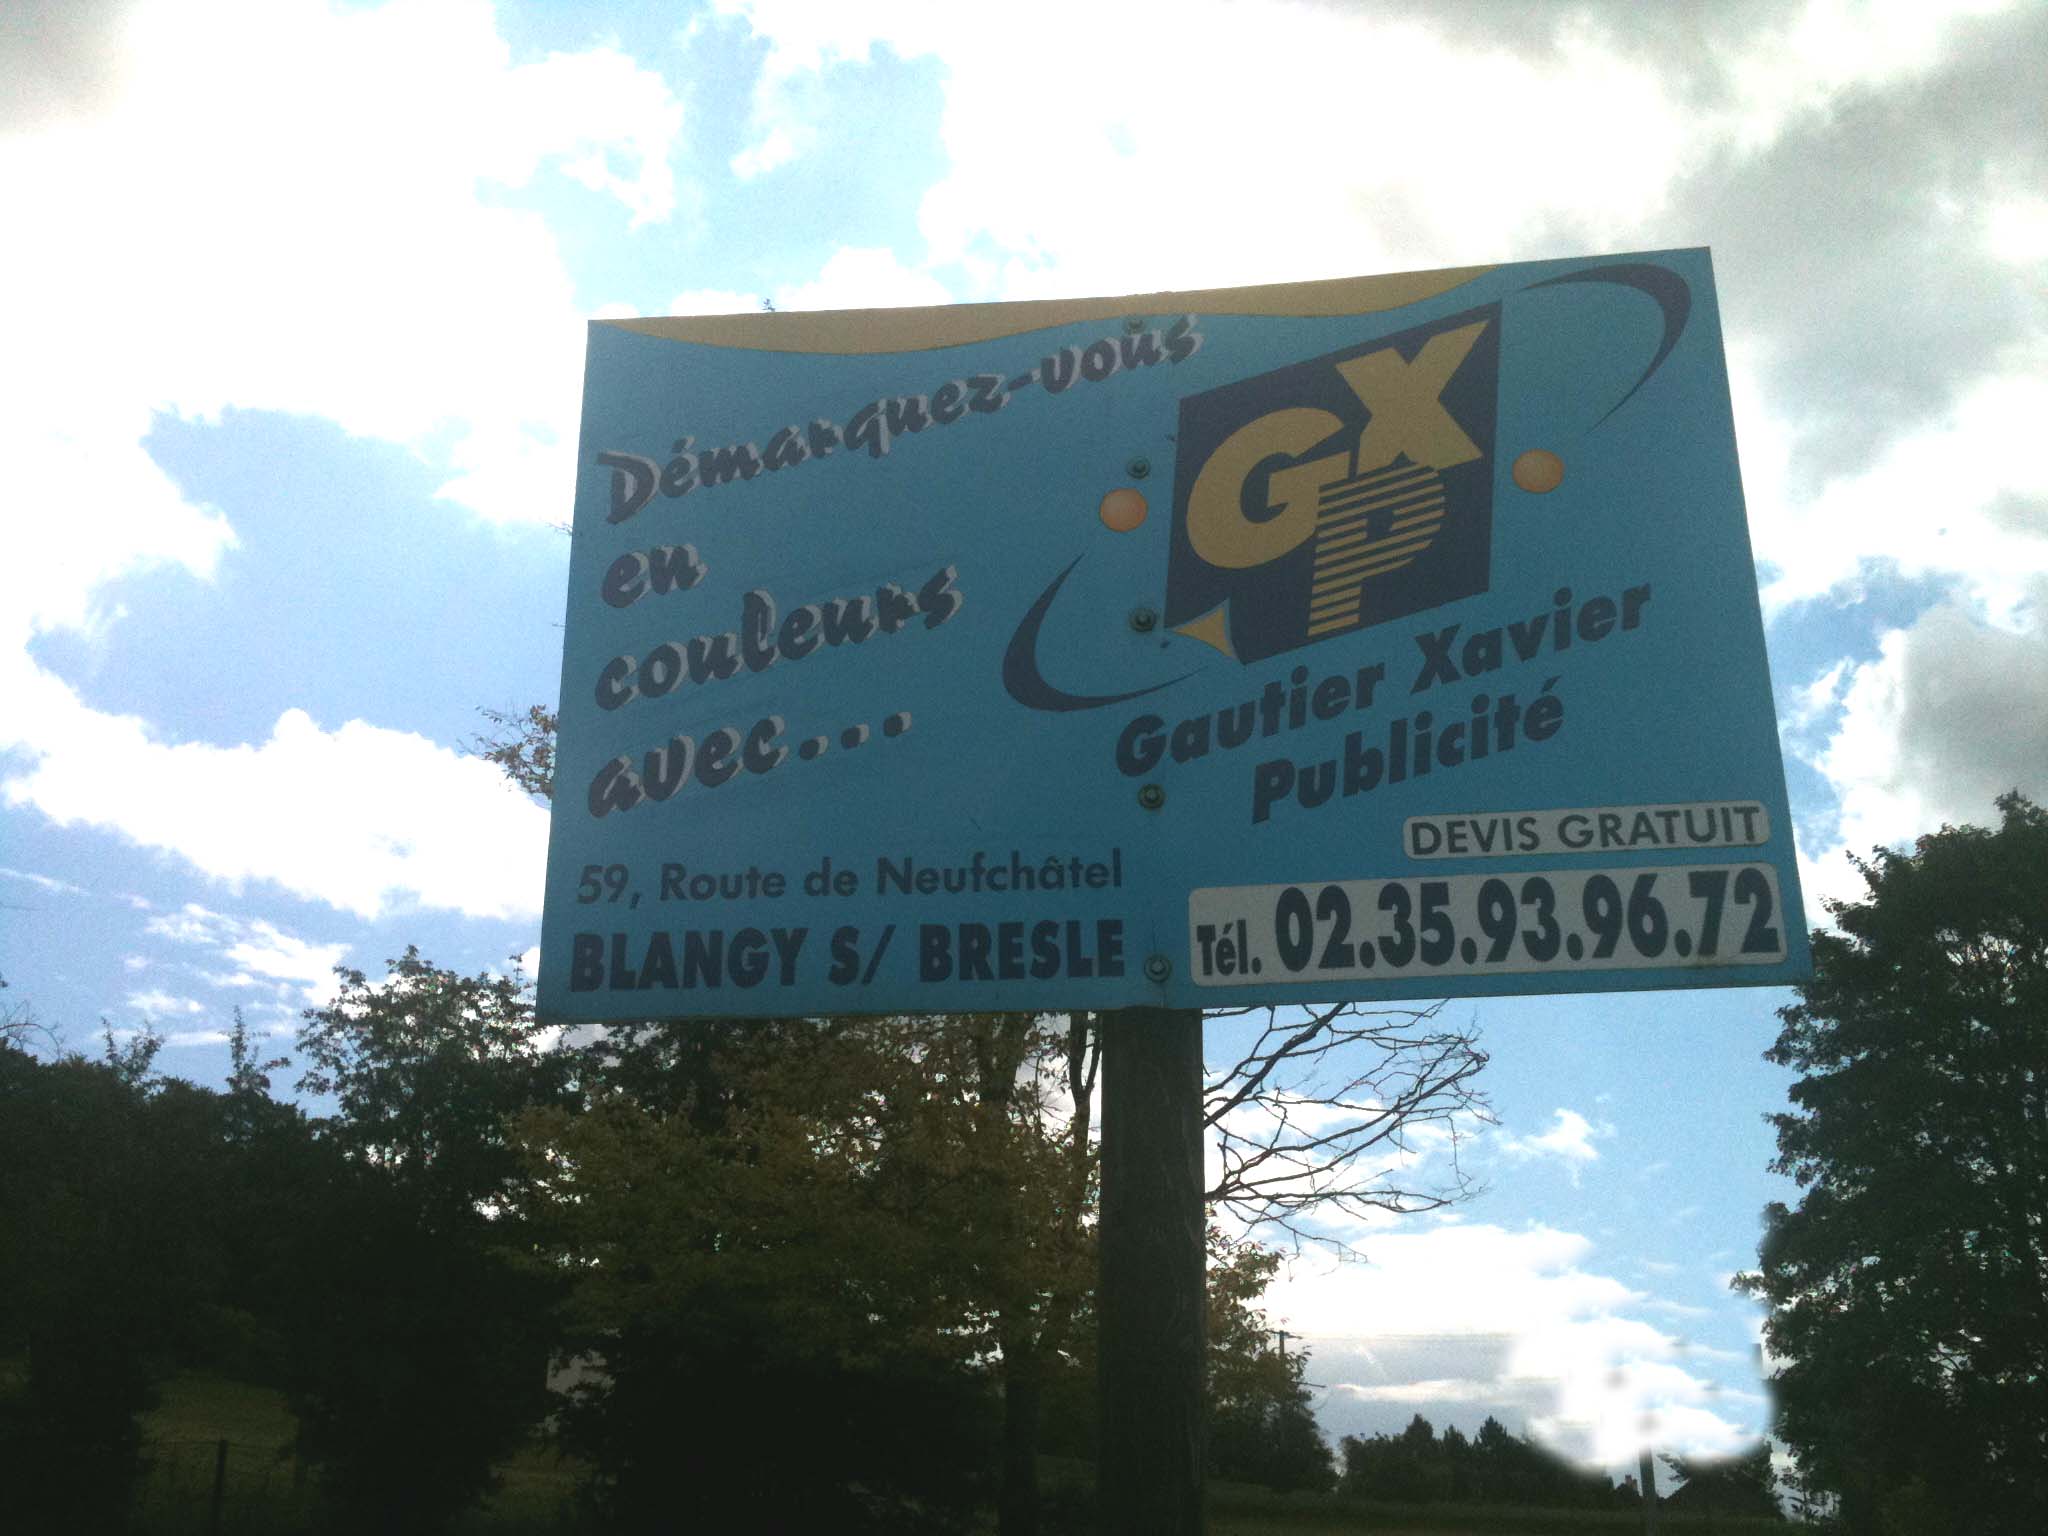 Démarquez-vous
en
couleurs
avec...
GXP
Gautier Xavier
Publicité
DEVIS GRATUIT
59, Route de Neufchâtel
BLANGY S/ BRESLE
Tél. 02.35.93.96.72